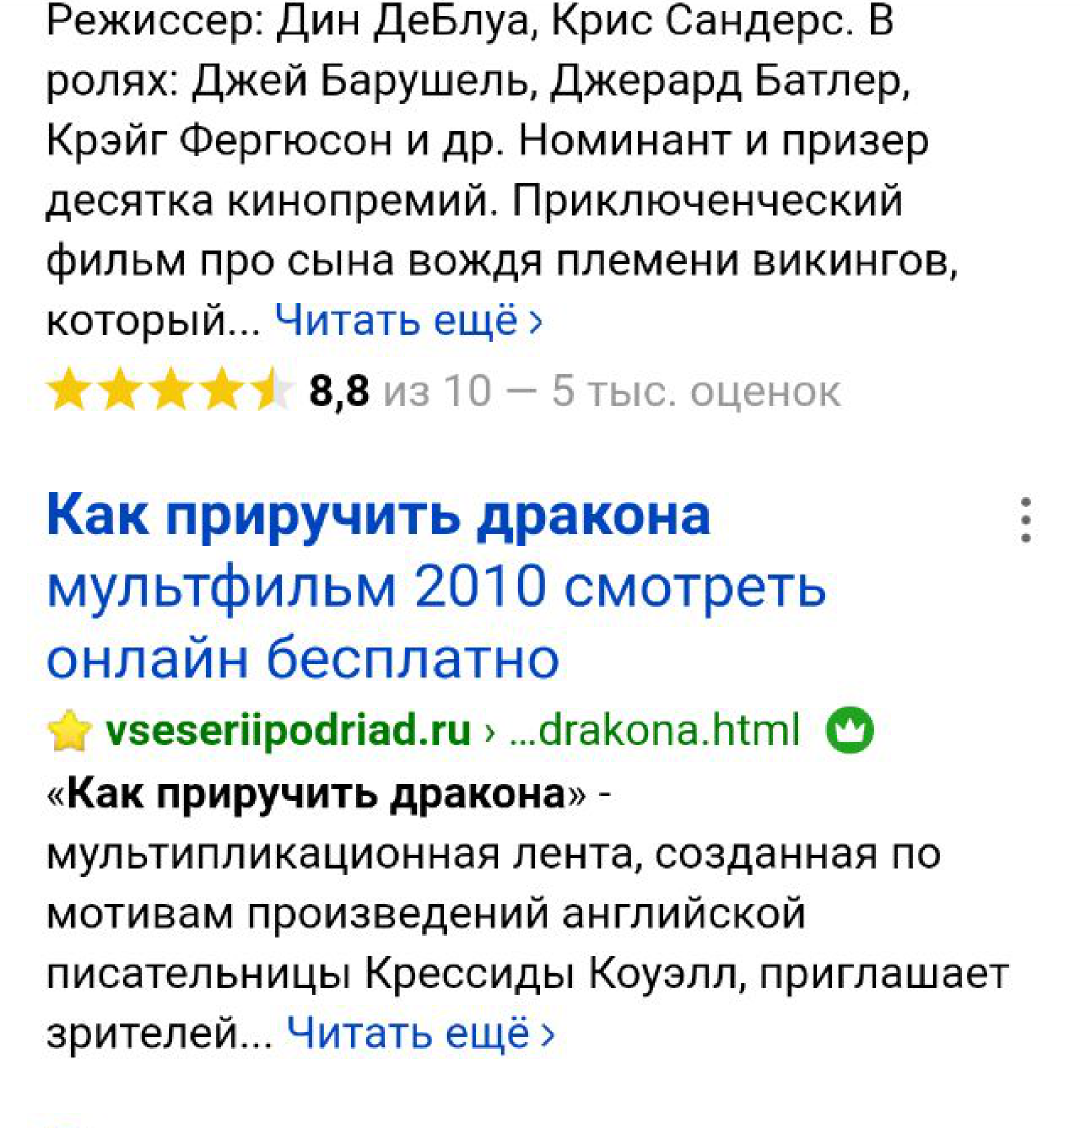 Режиссер: Дин ДеБлуа, Крис Сандерс. В
ролях: Джей Барушель, Джерард Батлер,
Крэйг Фергюсон и др. Номинант и призер
десятка кинопремий. Приключенческий
фильм про сына вождя племени викингов,
который... Читать ещё ›
8,8 из 10 — 5 тыс. оценок
Как приручить дракона
мультфильм 2010 смотреть
онлайн бесплатно
vseseriipodriad.ru › ...drakona.html
«Как приручить дракона» -
мультипликационная лента, созданная по
мотивам произведений английской
писательницы Крессиды Коуэлл, приглашает
зрителей... Читать ещё ›